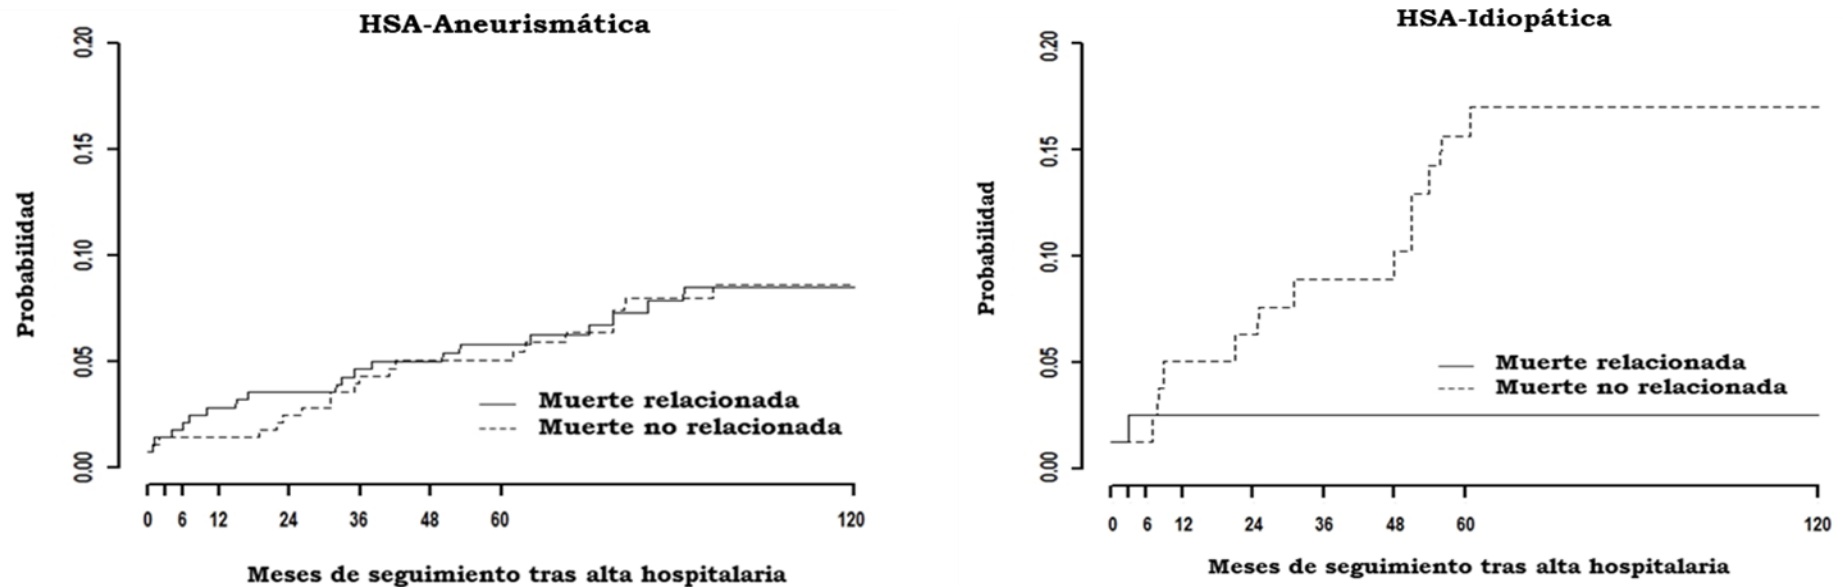 HSA-Aneurismática
0.20
0.15
0.10
0.05
0.00
Probabilidad
Muerte relacionada
Muerte no relacionada
0 6 12 24 36 48 60 120
Meses de seguimiento tras alta hospitalaria
HSA-Idiopática
0.20
0.15
0.10
0.05
0.00
Probabilidad
Muerte relacionada
Muerte no relacionada
0 6 12 24 36 48 60 120
Meses de seguimiento tras alta hospitalaria